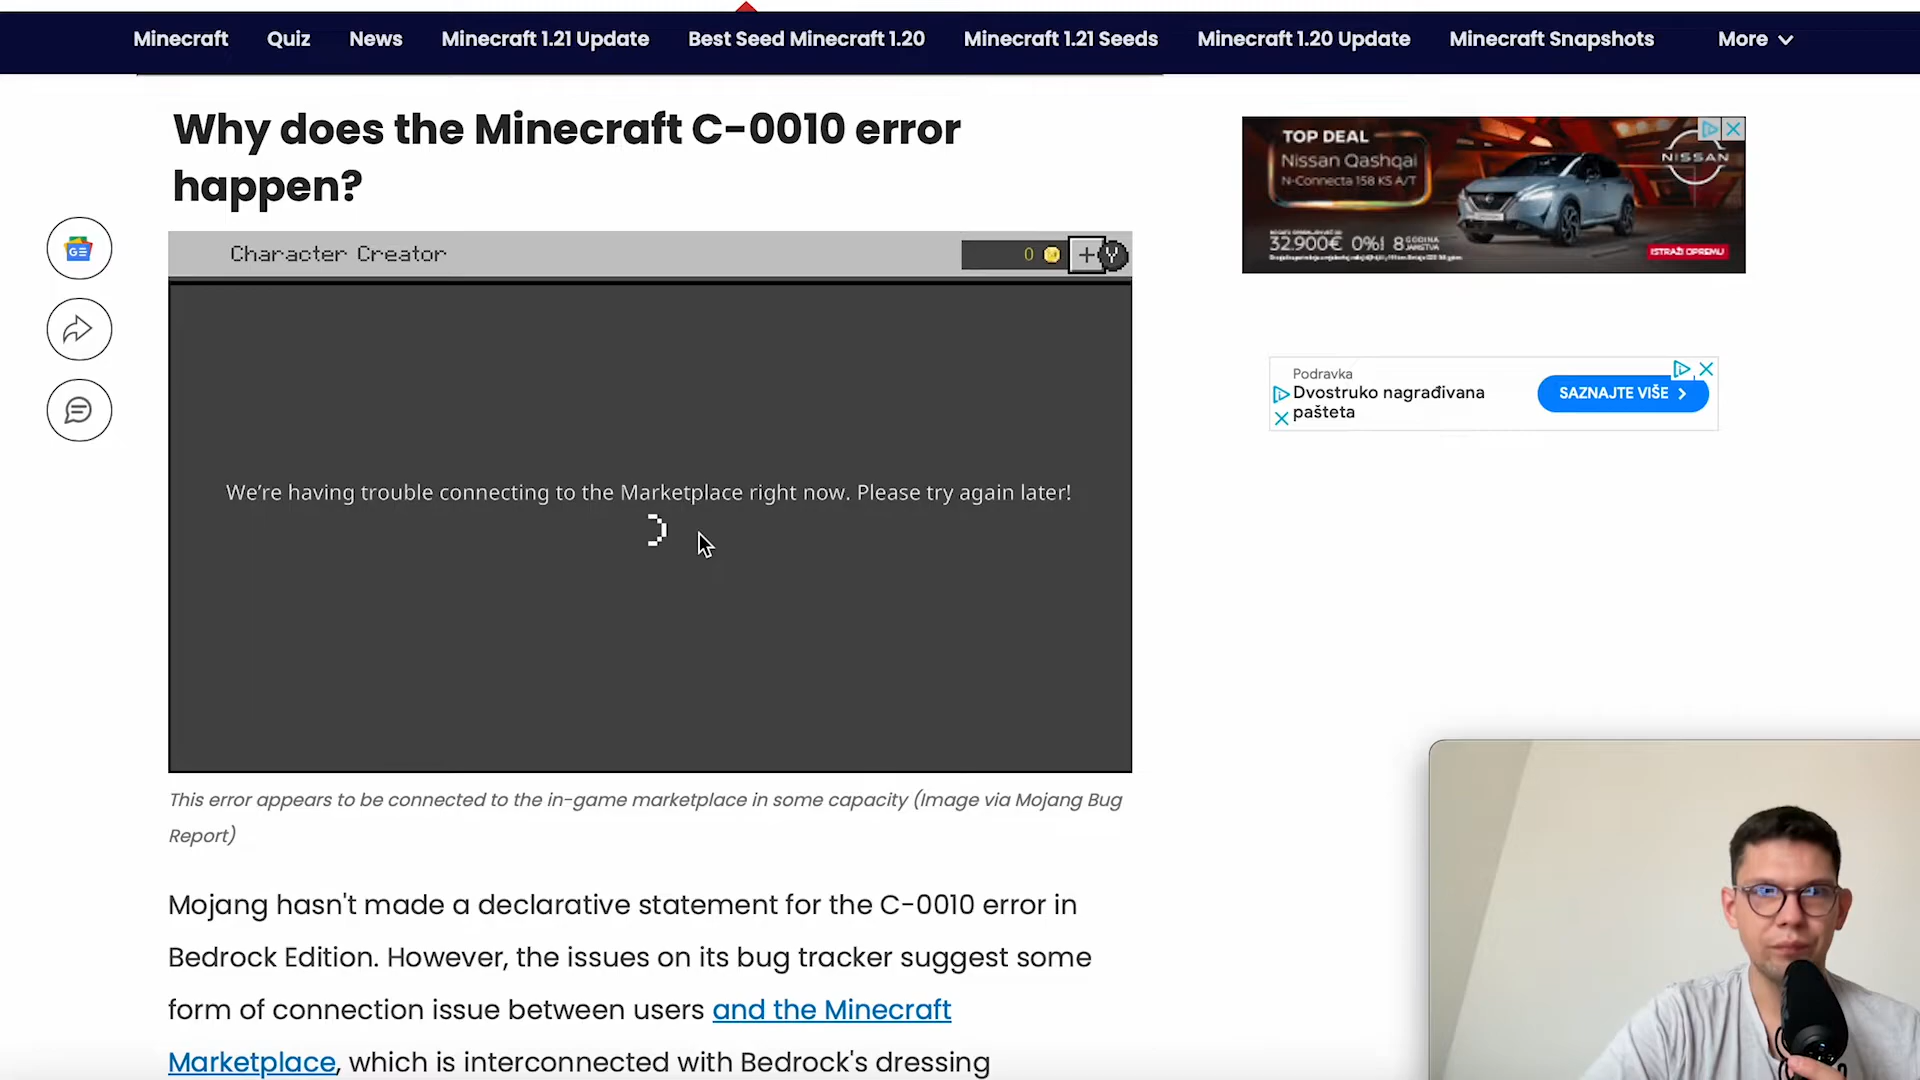 Minecraft Quiz News Minecraft 1.21 Update Best Seed Minecraft 1.20 Minecraft 1.21 Seeds Minecraft 1.20 Update Minecraft Snapshots More
Why does the Minecraft C-0010 error
happen?
Character Creator
0
Y
We're having trouble connecting to the Marketplace right now. Please try again later!
This error appears to be connected to the in-game marketplace in some capacity (Image via Mojang Bug
Report)
Mojang hasn't made a declarative statement for the C-0010 error in
Bedrock Edition. However, the issues on its bug tracker suggest some
form of connection issue between users and the Minecraft
Marketplace, which is interconnected with Bedrock's dressing
GE
TOP DEAL
Nissan Qashqai
N-Connecta 158 KS A/T
NISSAN
32.900€ 0%! 8 GODINA
JAMSTVA
ISTRAŽI OPREMU
Podravka
Dvostruko nagrađivana
pašteta
SAZNAJTE VIŠE